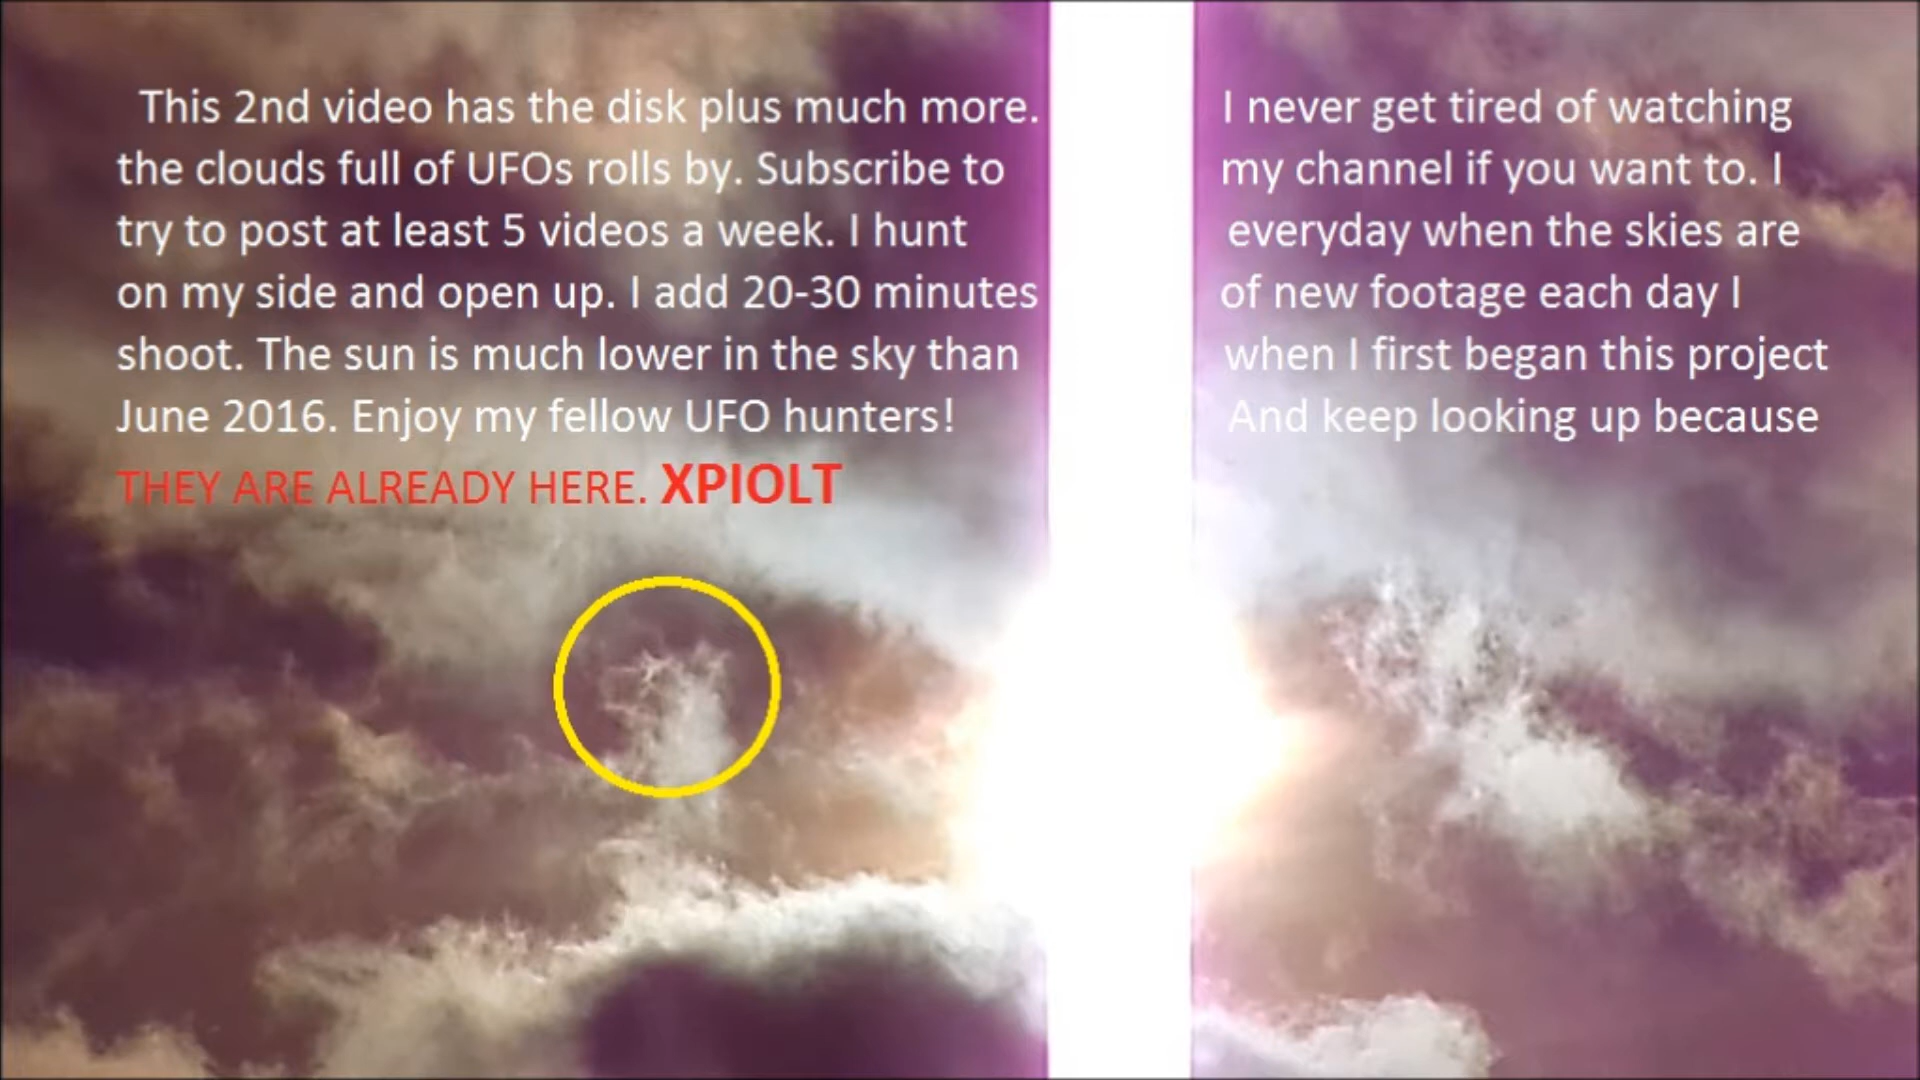 This 2nd video has the disk plus much more. I never get tired of watching
the clouds full of UFOs rolls by. Subscribe to my channel if you want to. I
try to post at least 5 videos a week. I hunt everyday when the skies are
on my side and open up. I add 20-30 minutes of new footage each day I
shoot. The sun is much lower in the sky than when I first began this project
June 2016. Enjoy my fellow UFO hunters! And keep looking up because
THEY ARE ALREADY HERE. XPIOLT